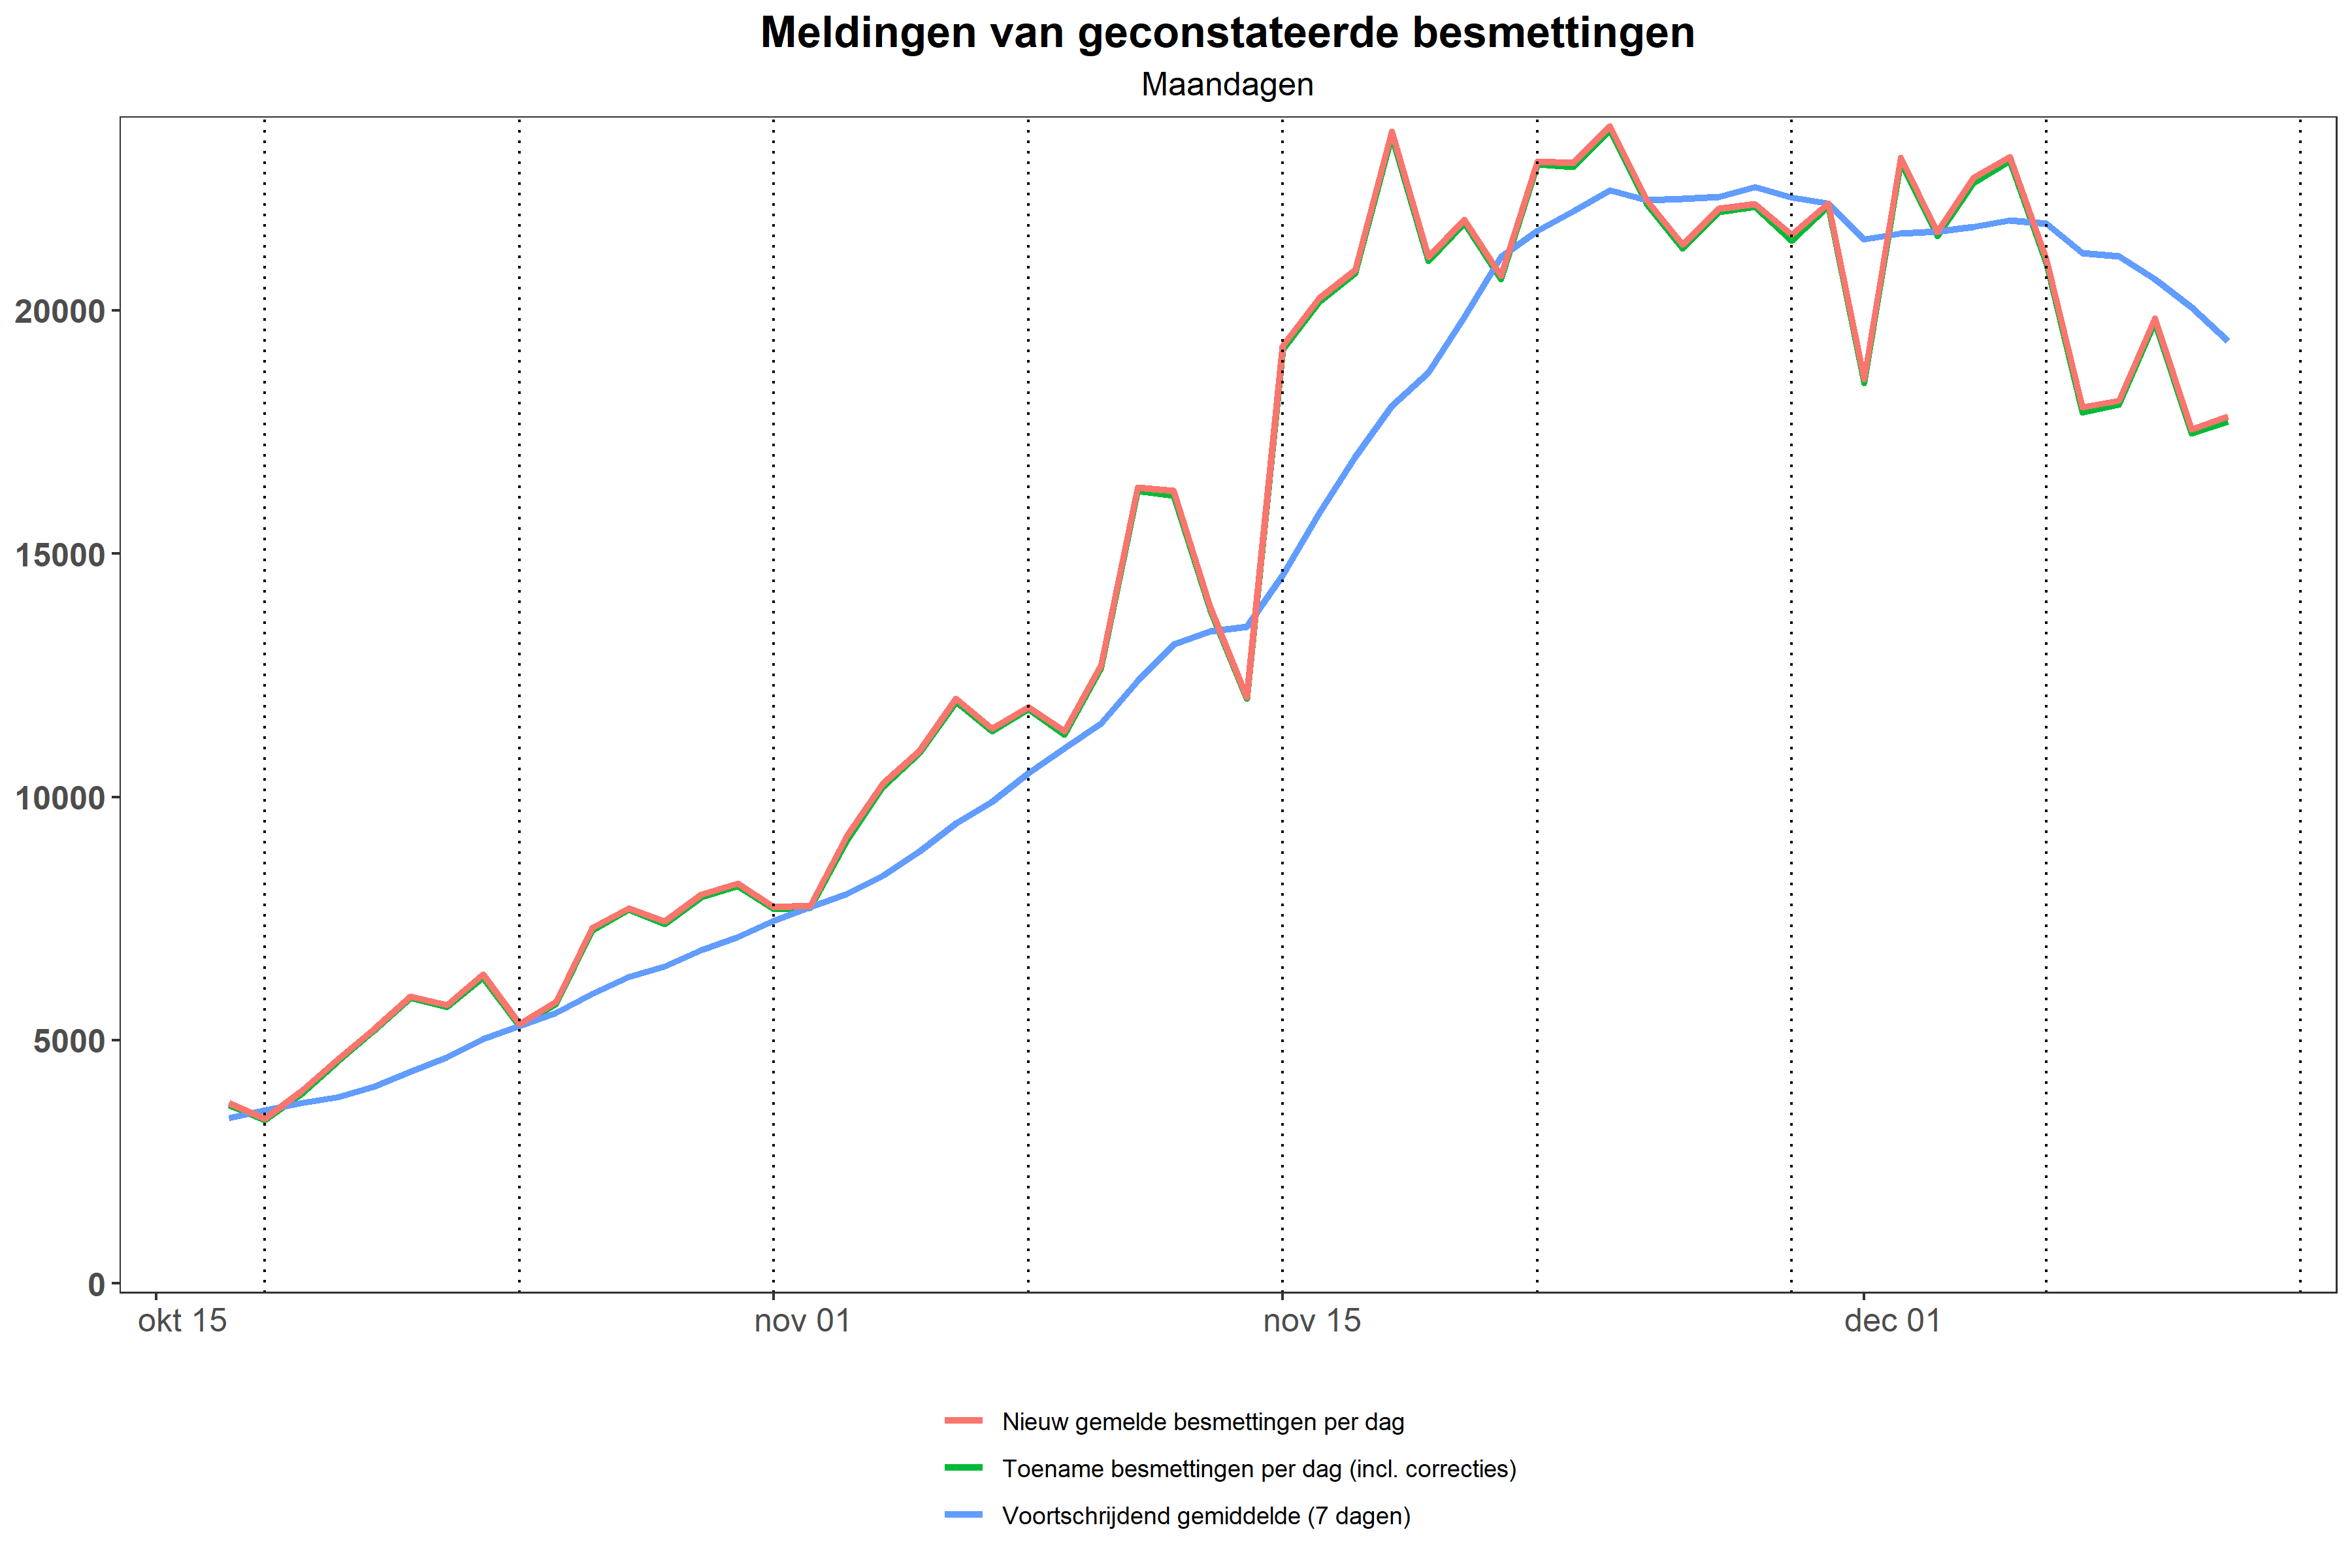 Meldingen van geconstateerde besmettingen
Maandagen
20000
15000
10000
5000
0
okt 15
nov 01
nov 15
dec 01
Nieuw gemelde besmettingen per dag
Toename besmettingen per dag (incl. correcties)
Voortschrijdend gemiddelde (7 dagen)